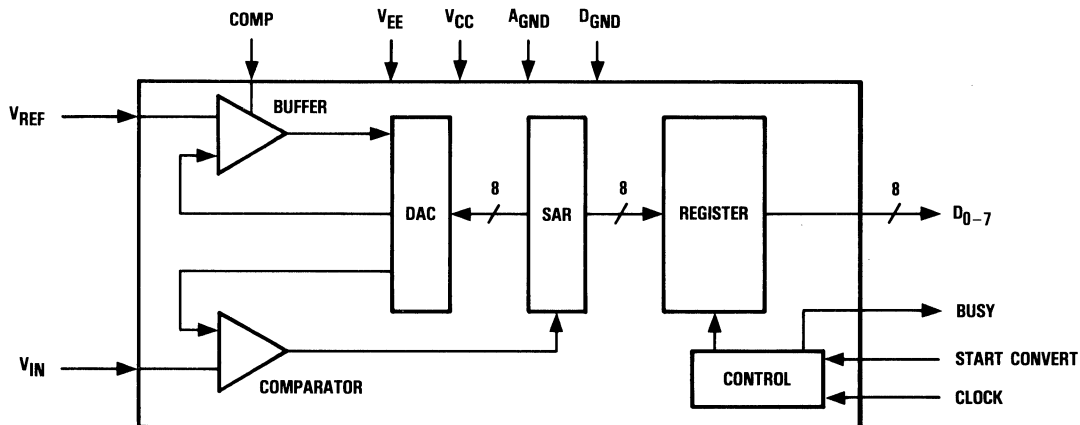 COMP
V_EE
V_CC
A_GND
D_GND
V_REF
BUFFER
DAC
8
SAR
8
REGISTER
8
D_0–7
BUSY
V_IN
COMPARATOR
CONTROL
START CONVERT
CLOCK